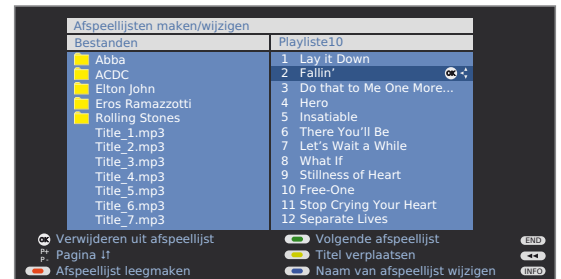 Afspeellijsten maken/wijzigen
Bestanden
Abba
ACDC
Elton John
Eros Ramazzotti
Rolling Stones
Title_1.mp3
Title_2.mp3
Title_3.mp3
Title_4.mp3
Title_5.mp3
Title_6.mp3
Title_7.mp3
Playliste10
1 Lay it Down
2 Fallin’ OK
3 Do that to Me One More...
4 Hero
5 Insatiable
6 There You’ll Be
7 Let’s Wait a While
8 What If
9 Stillness of Heart
10 Free-One
11 Stop Crying Your Heart
12 Separate Lives
OK Verwijderen uit afspeellijst
P+ P- Pagina ↓↑
Afspeellijst leegmaken
Volgende afspeellijst
Titel verplaatsen
Naam van afspeellijst wijzigen
END
INFO